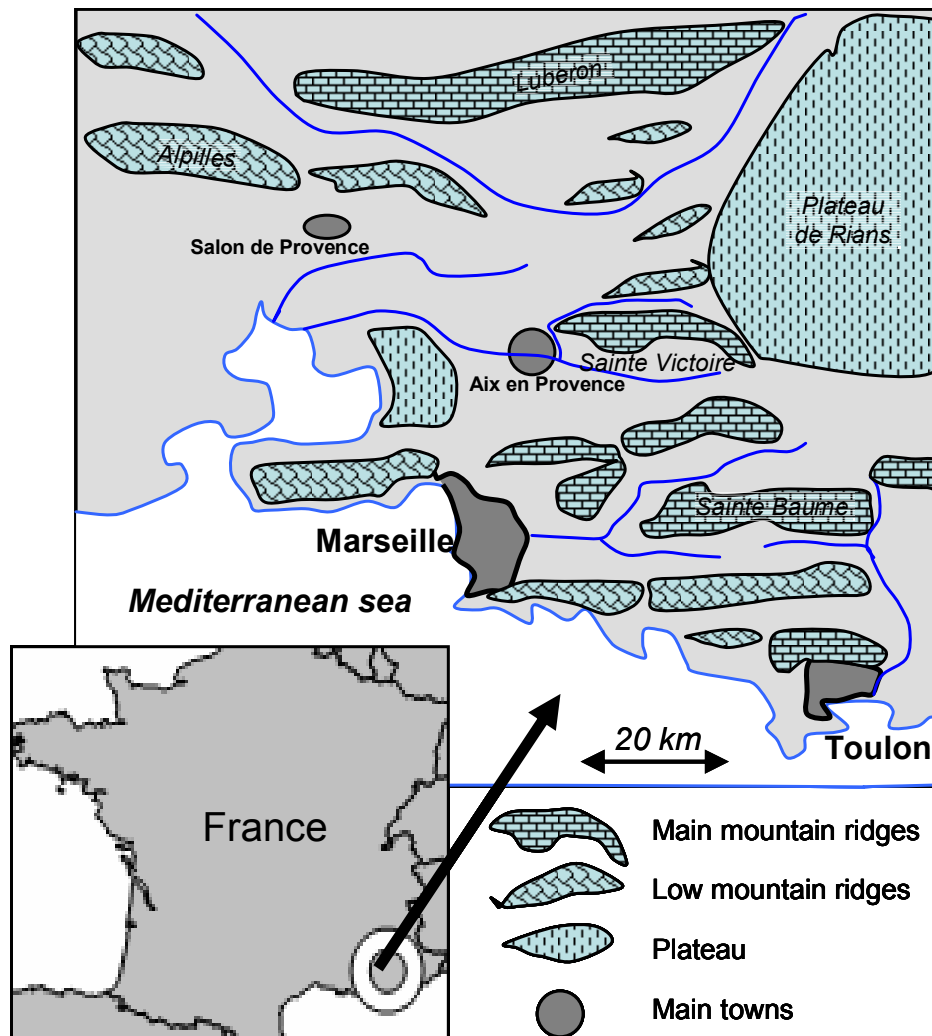 Luberon
Alpilles
Plateau
de Rians
Salon de Provence
Sainte Victoire
Aix en Provence
Sainte Baume
Marseille
Mediterranean sea
20 km
Toulon
France
Main mountain ridges
Low mountain ridges
Plateau
Main towns